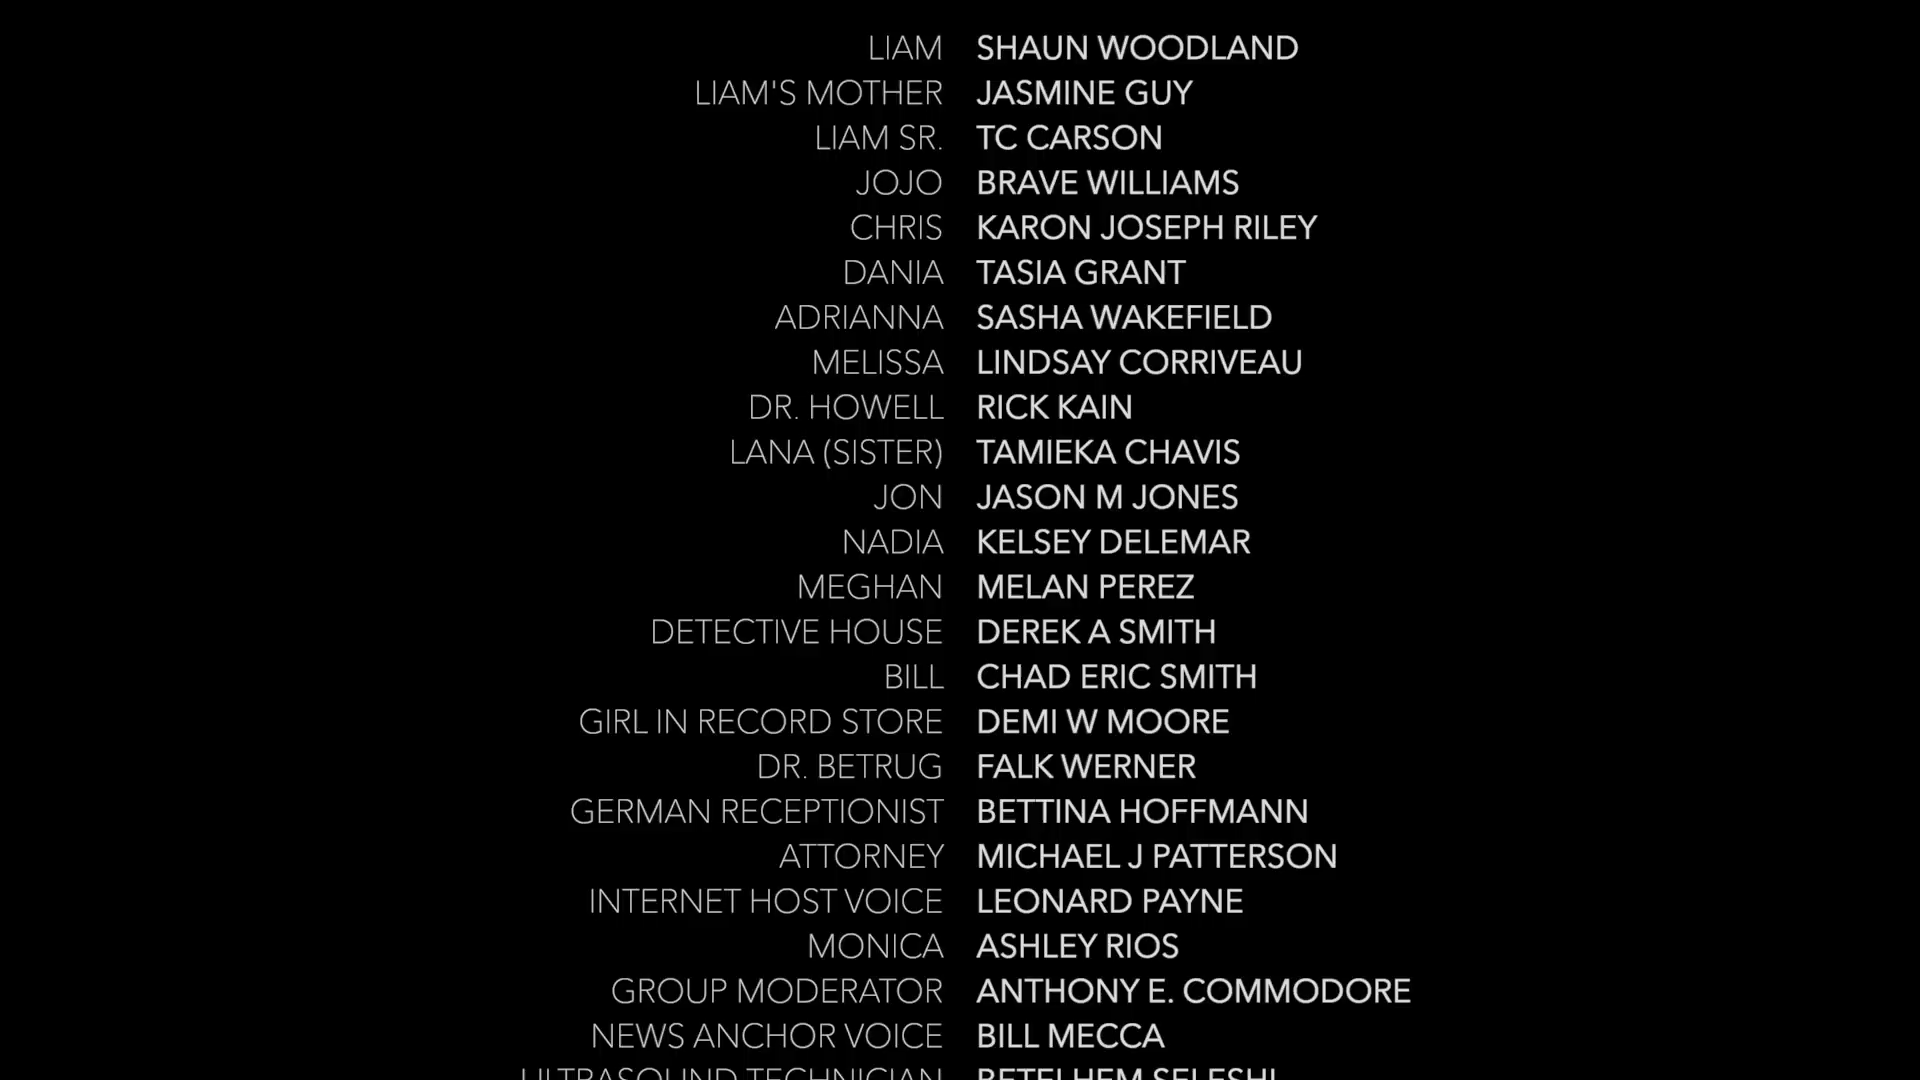 LIAM SHAUN WOODLAND
LIAM'S MOTHER JASMINE GUY
LIAM SR. TC CARSON
JOJO BRAVE WILLIAMS
CHRIS KARON JOSEPH RILEY
DANIA TASIA GRANT
ADRIANNA SASHA WAKEFIELD
MELISSA LINDSAY CORRIVEAU
DR. HOWELL RICK KAIN
LANA (SISTER) TAMIEKA CHAVIS
JON JASON M JONES
NADIA KELSEY DELEMAR
MEGHAN MELAN PEREZ
DETECTIVE HOUSE DEREK A SMITH
BILL CHAD ERIC SMITH
GIRL IN RECORD STORE DEMI W MOORE
DR. BETRUG FALK WERNER
GERMAN RECEPTIONIST BETTINA HOFFMANN
ATTORNEY MICHAEL J PATTERSON
INTERNET HOST VOICE LEONARD PAYNE
MONICA ASHLEY RIOS
GROUP MODERATOR ANTHONY E. COMMODORE
NEWS ANCHOR VOICE BILL MECCA
ULTRASOUND TECHNICIAN BETELHEM SELESHI